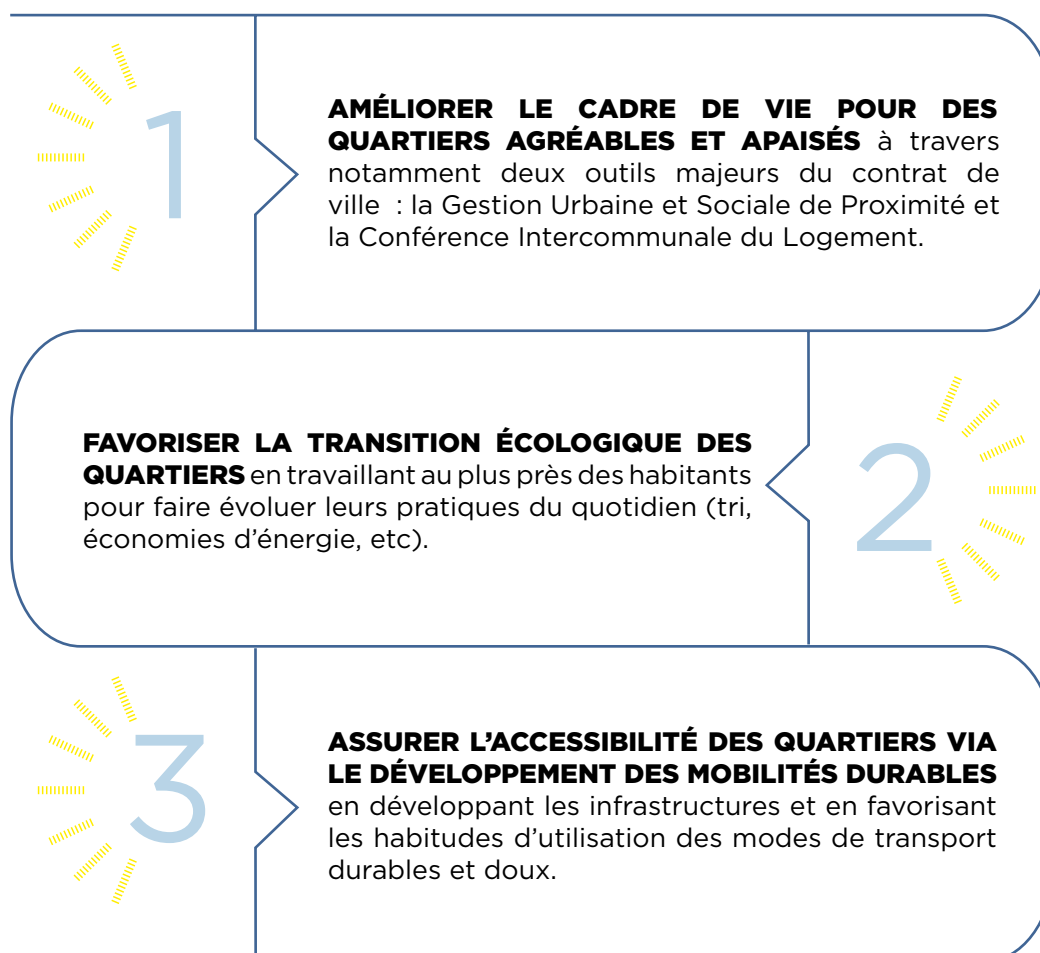 1
AMÉLIORER LE CADRE DE VIE POUR DES
QUARTIERS AGRÉABLES ET APAISÉS à travers
notamment deux outils majeurs du contrat de
ville : la Gestion Urbaine et Sociale de Proximité et
la Conférence Intercommunale du Logement.
FAVORISER LA TRANSITION ÉCOLOGIQUE DES
QUARTIERS en travaillant au plus près des habitants
pour faire évoluer leurs pratiques du quotidien (tri,
économies d’énergie, etc).
2
3
ASSURER L’ACCESSIBILITÉ DES QUARTIERS VIA
LE DÉVELOPPEMENT DES MOBILITÉS DURABLES
en développant les infrastructures et en favorisant
les habitudes d’utilisation des modes de transport
durables et doux.